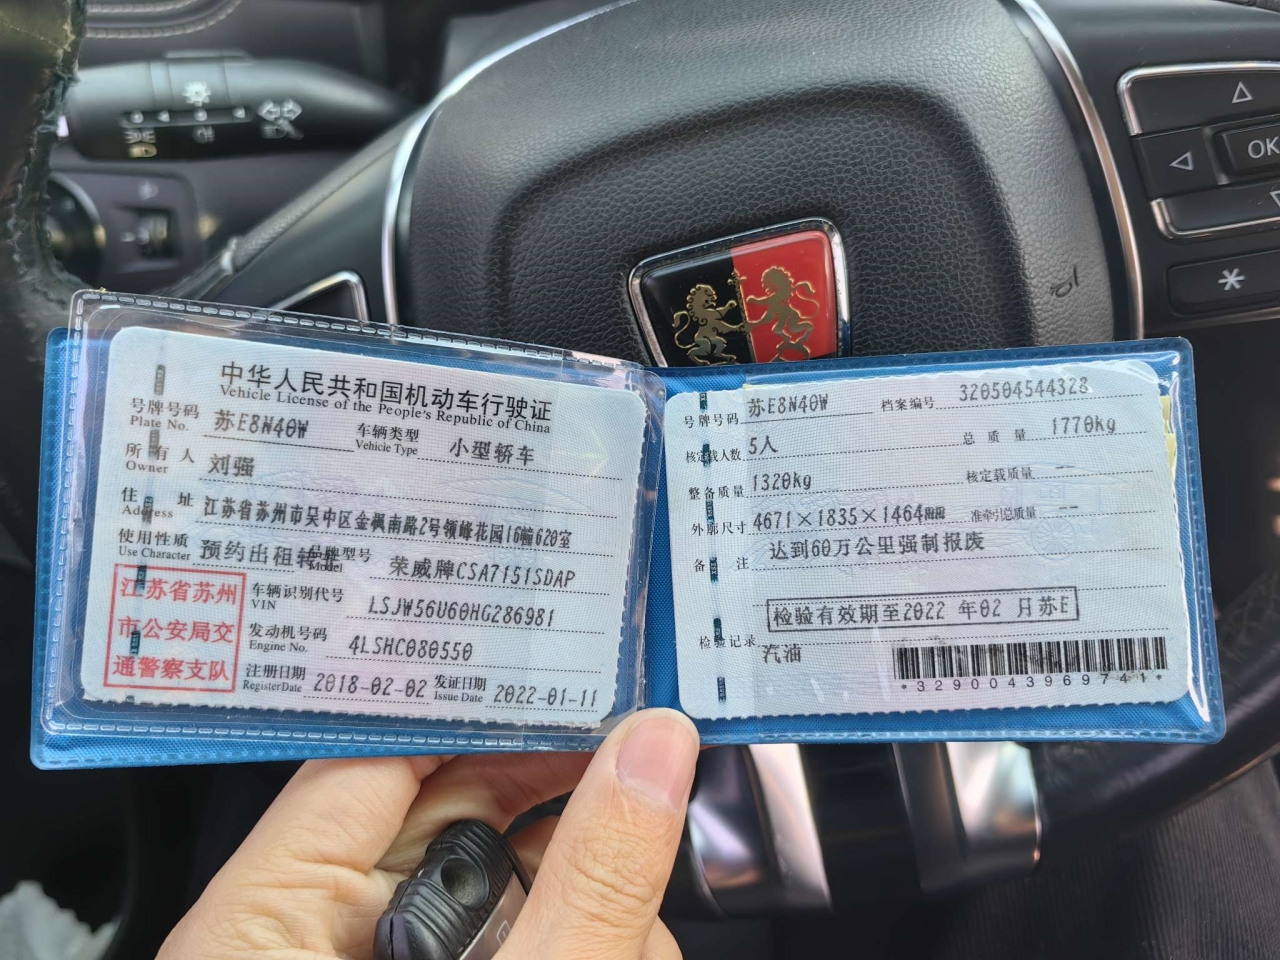 中华人民共和国机动车行驶证
Vehicle License of the People's Republic of China
号牌号码 苏E8N40W 车辆类型 小型轿车
Plate No. Vehicle Type
所有人 刘强
Owner
住址 江苏省苏州市吴中区金枫南路2号领峰花园16幢620室
Address
使用性质 预约出租转非 品牌型号 荣威牌CSA7151SDAP
Use Character Model
江苏省苏州
市公安局交
通警察支队
车辆识别代号 LSJW56U60HG286981
VIN
发动机号码 4LSHC080550
Engine No.
注册日期 2018-02-02 发证日期 2022-01-11
Register Date Issue Date
号牌号码 苏E8N40W 档案编号 320504544328
核定载人数 5人 总质量 1770kg
整备质量 1320kg 核定载质量 --
外廓尺寸 4671×1835×1464mm 准牵引总质量 --
备注 达到60万公里强制报废
检验有效期至2022 年02 月苏E
检验记录 汽油
*3290043969741*
OK